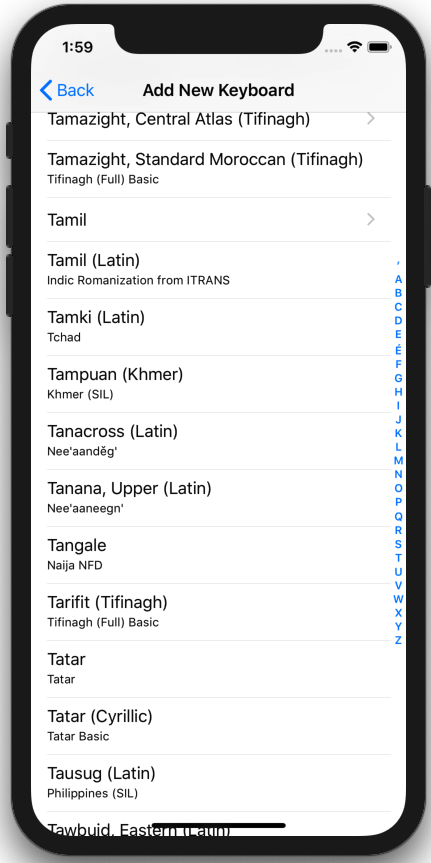 1:59
Back
Add New Keyboard
Tamazight, Central Atlas (Tifinagh)
Tamazight, Standard Moroccan (Tifinagh)
Tifinagh (Full) Basic
Tamil
Tamil (Latin)
Indic Romanization from ITRANS
Tamki (Latin)
Tchad
Tampuan (Khmer)
Khmer (SIL)
Tanacross (Latin)
Nee'aanděg'
Tanana, Upper (Latin)
Nee'aaneegn'
Tangale
Naija NFD
Tarifit (Tifinagh)
Tifinagh (Full) Basic
Tatar
Tatar
Tatar (Cyrillic)
Tatar Basic
Tausug (Latin)
Philippines (SIL)
Tawbuid, Eastern (Latin)
'
A
B
C
D
E
É
F
G
H
I
J
K
L
M
N
O
P
Q
R
S
T
U
V
W
X
Y
Z